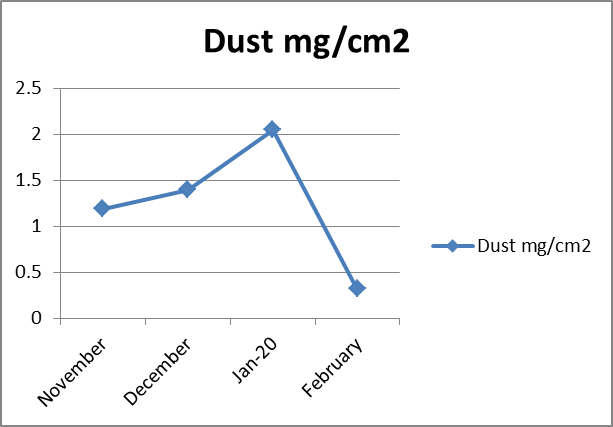 Dust mg/cm2
2.5
2
1.5
1
0.5
0
November
December
Jan-20
February
Dust mg/cm2